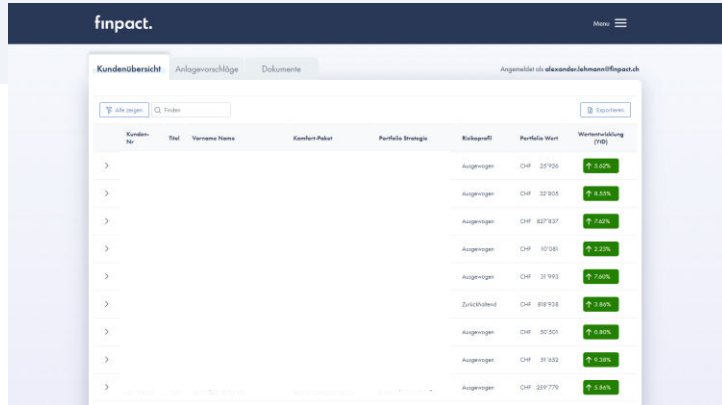 finpact.
Menu
Kundenübersicht Anlagevorschläge Dokumente Angemeldet als alexander.lehmann@finpact.ch
Alle zeigen Finden Exportieren
Kunden-Nr Titel Vorname Name Komfort-Paket Portfolio Strategie Risikoprofil Portfolio Wert Wertentwicklung (YTD)
Ausgewogen CHF 25'926 ↑ 5.62%
Ausgewogen CHF 32'805 ↑ 8.55%
Ausgewogen CHF 627'837 ↑ 7.62%
Ausgewogen CHF 10'081 ↑ 2.23%
Ausgewogen CHF 31'993 ↑ 7.60%
Zurückhaltend CHF 818'938 ↑ 3.86%
Ausgewogen CHF 50'501 ↑ 0.80%
Ausgewogen CHF 51'652 ↑ 9.38%
Ausgewogen CHF 259'779 ↑ 5.86%